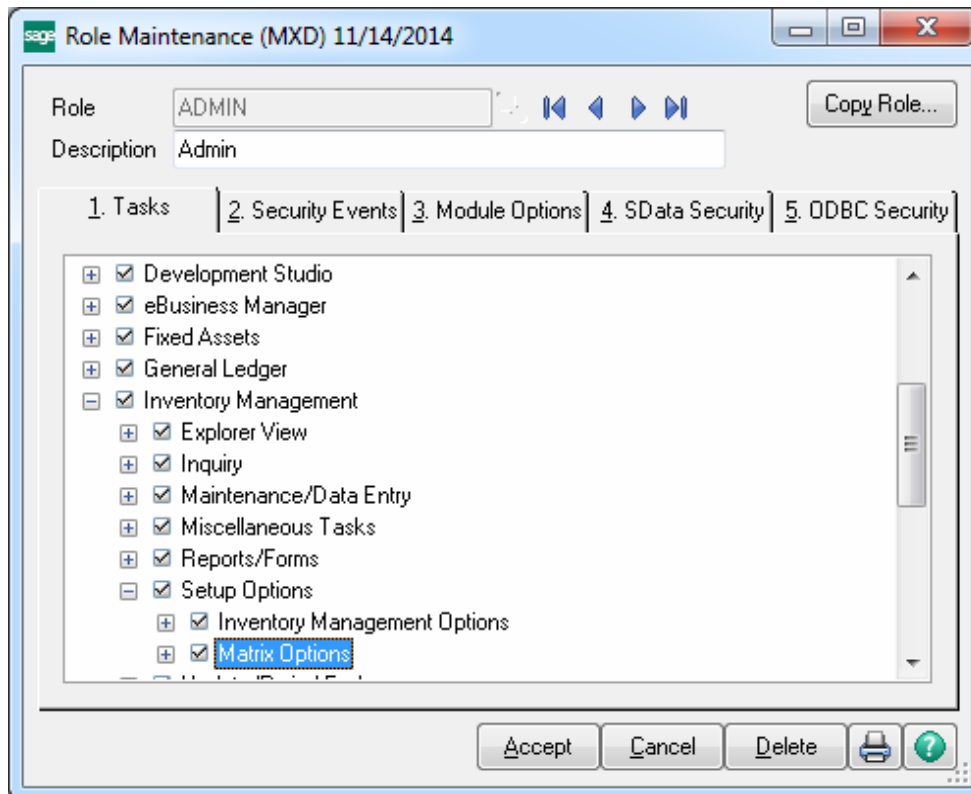 sage Role Maintenance (MXD) 11/14/2014
Role ADMIN Copy Role...
Description Admin
1. Tasks 2. Security Events 3. Module Options 4. SData Security 5. ODBC Security
Development Studio
eBusiness Manager
Fixed Assets
General Ledger
Inventory Management
Explorer View
Inquiry
Maintenance/Data Entry
Miscellaneous Tasks
Reports/Forms
Setup Options
Inventory Management Options
Matrix Options
Accept Cancel Delete ?